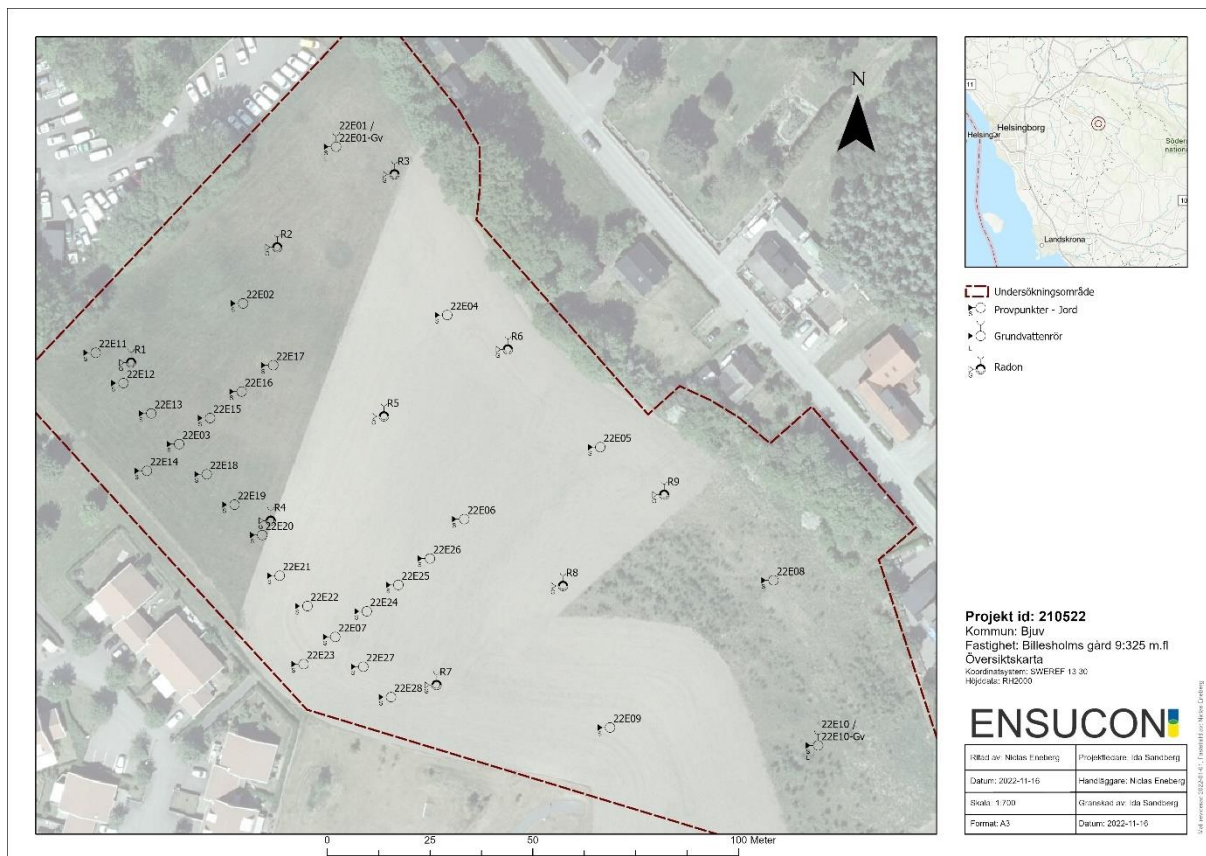 N
22E01 /
22E01-Gv
R3
R2
22E02
22E04
R6
22E11
R1
22E12
22E17
22E16
22E13
22E15
R5
22E03
22E05
22E14
22E18
R9
22E19
R4
22E06
22E20
22E26
22E21
22E25
R8
22E08
22E22
22E24
22E07
22E23
22E27
R7
22E28
22E09
22E10 /
22E10-Gv
0 25 50 100 Meter
11
Helsingborg
Helsingør
Söder
nation
10
Landskrona
Undersökningsområde
Provpunkter - Jord
Grundvattenrör
Radon
Projekt id: 210522
Kommun: Bjuv
Fastighet: Billesholms gård 9:325 m.fl
Översiktskarta
Koordinatsystem: SWEREF 13 30
Höjddata: RH2000
ENSUCON
Ritad av: Niclas Eneberg Projektledare: Ida Sandberg
Datum: 2022-11-16 Handläggare: Niclas Eneberg
Skala: 1:700 Granskad av: Ida Sandberg
Format: A3 Datum: 2022-11-16